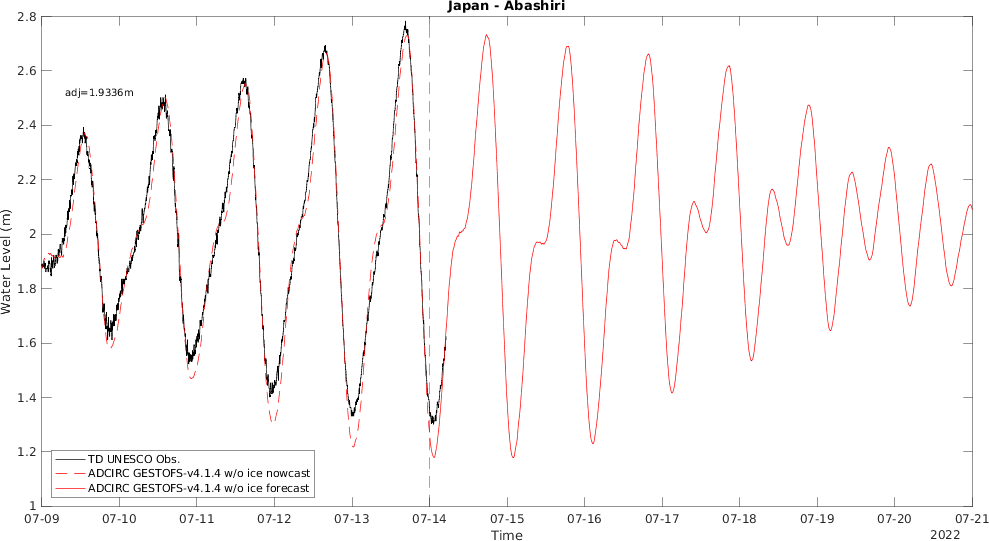 Japan - Abashiri
2.8
2.6
2.4
2.2
2
1.8
1.6
1.4
1.2
1
Water Level (m)
adj=1.9336m
TD UNESCO Obs.
ADCIRC GESTOFS-v4.1.4 w/o ice nowcast
ADCIRC GESTOFS-v4.1.4 w/o ice forecast
07-09 07-10 07-11 07-12 07-13 07-14 07-15 07-16 07-17 07-18 07-19 07-20 07-21
Time
2022